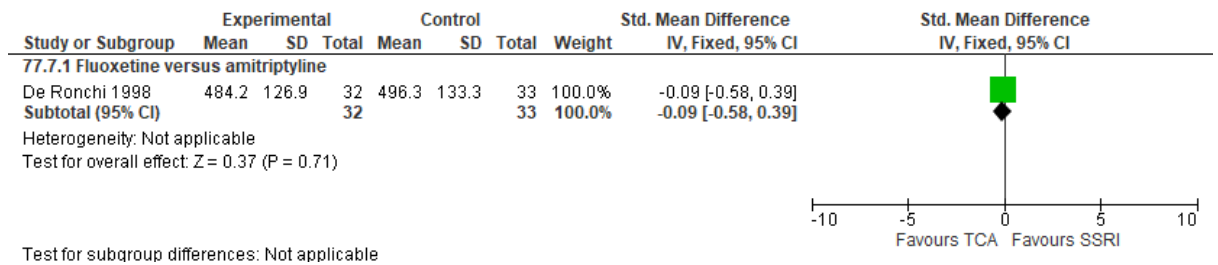 Experimental Control Std. Mean Difference Std. Mean Difference
Study or Subgroup Mean SD Total Mean SD Total Weight IV, Fixed, 95% CI IV, Fixed, 95% CI
77.7.1 Fluoxetine versus amitriptyline
De Ronchi 1998 484.2 126.9 32 496.3 133.3 33 100.0% -0.09 [-0.58, 0.39]
Subtotal (95% CI) 32 33 100.0% -0.09 [-0.58, 0.39]
Heterogeneity: Not applicable
Test for overall effect: Z = 0.37 (P = 0.71)
-10 -5 0 5 10
Favours TCA Favours SSRI
Test for subgroup differences: Not applicable